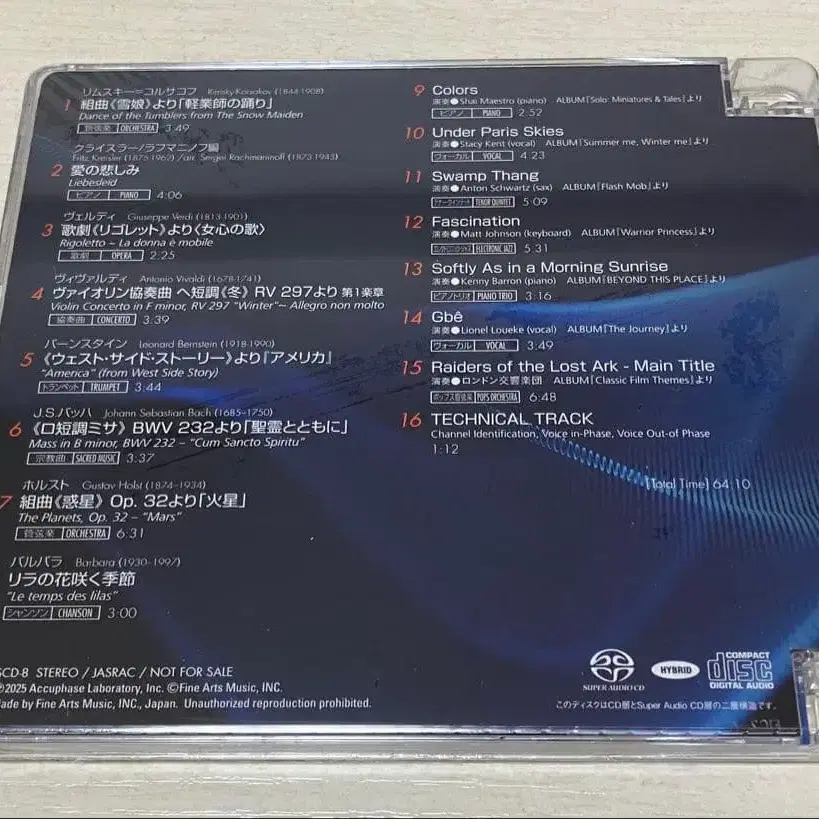 リムスキー＝コルサコフ Rimsky-Korsakov (1844-1908)
1 組曲《雪娘》より「軽業師の踊り」
Dance of the Tumblers from The Snow Maiden
管弦楽 ORCHESTRA 3:49
クライスラー/ラフマニノフ編
Fritz Kreisler (1875-1962) /arr. Sergei Rachmaninoff (1873-1943)
2 愛の悲しみ
Liebesleid
ピアノ PIANO 4:06
ヴェルディ Giuseppe Verdi (1813-1901)
3 歌劇《リゴレット》より〈女心の歌〉
Rigoletto ~ La donna è mobile
歌劇 OPERA 2:25
ヴィヴァルディ Antonio Vivaldi (1678-1741)
4 ヴァイオリン協奏曲 ヘ短調《冬》 RV 297より 第1楽章
Violin Concerto in F minor, RV 297 "Winter"~ Allegro non molto
協奏曲 CONCERTO 3:39
バーンスタイン Leonard Bernstein (1918-1990)
5 《ウェスト・サイド・ストーリー》より『アメリカ』
"America" (from West Side Story)
トランペット TRUMPET 3:44
J.S.バッハ Johann Sebastian Bach (1685-1750)
6 《ロ短調ミサ》 BWV 232より「聖霊とともに」
Mass in B minor, BWV 232 – "Cum Sancto Spiritu"
宗教曲 SACRED MUSIC 3:37
ホルスト Gustav Holst (1874-1934)
7 組曲《惑星》 Op. 32より「火星」
The Planets, Op. 32 – "Mars"
管弦楽 ORCHESTRA 6:31
バルバラ Barbara (1930-1997)
リラの花咲く季節
"Le temps des lilas"
シャンソン CHANSON 3:00
9 Colors
演奏●Shai Maestro (piano) ALBUM『Solo: Miniatures & Tales』より
ピアノ PIANO 2:52
10 Under Paris Skies
演奏●Stacy Kent (vocal) ALBUM『Summer me, Winter me』より
ヴォーカル VOCAL 4:23
11 Swamp Thang
演奏●Anton Schwartz (sax) ALBUM『Flash Mob』より
テナークインテット TENOR QUINTET 5:09
12 Fascination
演奏●Matt Johnson (keyboard) ALBUM『Warrior Princess』より
エレクトロニックジャズ ELECTRONIC JAZZ 5:31
13 Softly As in a Morning Sunrise
演奏●Kenny Barron (piano) ALBUM『BEYOND THIS PLACE』より
ピアノトリオ PIANO TRIO 3:16
14 Gbê
演奏●Lionel Loueke (vocal) ALBUM『The Journey』より
ヴォーカル VOCAL 3:49
15 Raiders of the Lost Ark - Main Title
演奏●ロンドン交響楽団 ALBUM『Classic Film Themes』より
ポップス管弦楽 POPS ORCHESTRA 6:48
16 TECHNICAL TRACK
Channel Identification, Voice in-Phase, Voice Out-of Phase
1:12
[Total Time] 64:10
SCD-8 STEREO / JASRAC / NOT FOR SALE
℗2025 Accuphase Laboratory, Inc. ©Fine Arts Music, INC.
Made by Fine Arts Music, INC., Japan. Unauthorized reproduction prohibited.
SUPER AUDIO CD
HYBRID
COMPACT disc DIGITAL AUDIO
このディスクはCD層とSuper Audio CD層の二層構造です。